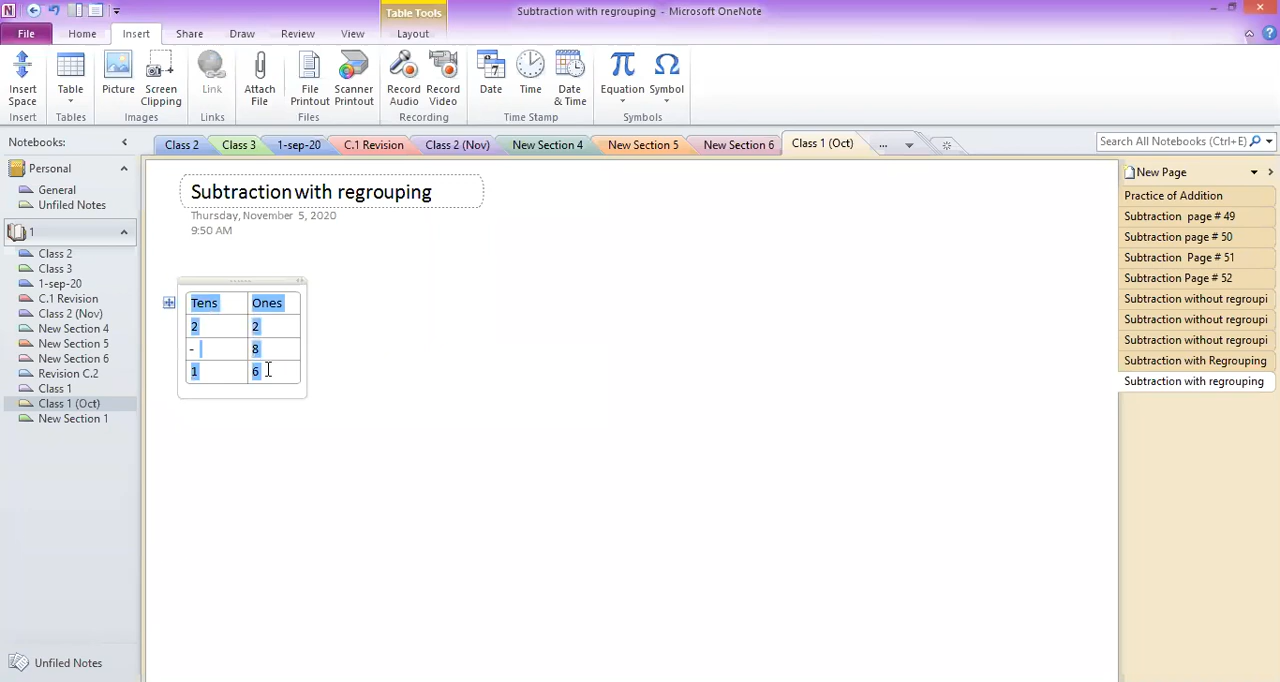 Table Tools
Subtraction with regrouping - Microsoft OneNote
File Home Insert Share Draw Review View Layout
Insert Space
Table
Picture
Screen Clipping
Link
Attach File
File Printout
Scanner Printout
Record Audio
Record Video
Date
Time
Date & Time
Equation
Symbol
Insert Tables Images Links Files Recording Time Stamp Symbols
Notebooks:
Class 2 Class 3 1-sep-20 C.1 Revision Class 2 (Nov) New Section 4 New Section 5 New Section 6 Class 1 (Oct) ...
Search All Notebooks (Ctrl+E)
Personal
General
Unfiled Notes
1
Class 2
Class 3
1-sep-20
C.1 Revision
Class 2 (Nov)
New Section 4
New Section 5
New Section 6
Revision C.2
Class 1
Class 1 (Oct)
New Section 1
Unfiled Notes
Subtraction with regrouping
Thursday, November 5, 2020
9:50 AM
Tens Ones
2 2
- 8
1 6
New Page
Practice of Addition
Subtraction page # 49
Subtraction page # 50
Subtraction Page # 51
Subtraction Page # 52
Subtraction without regroupi
Subtraction without regroupi
Subtraction without regroupi
Subtraction with Regrouping
Subtraction with regrouping